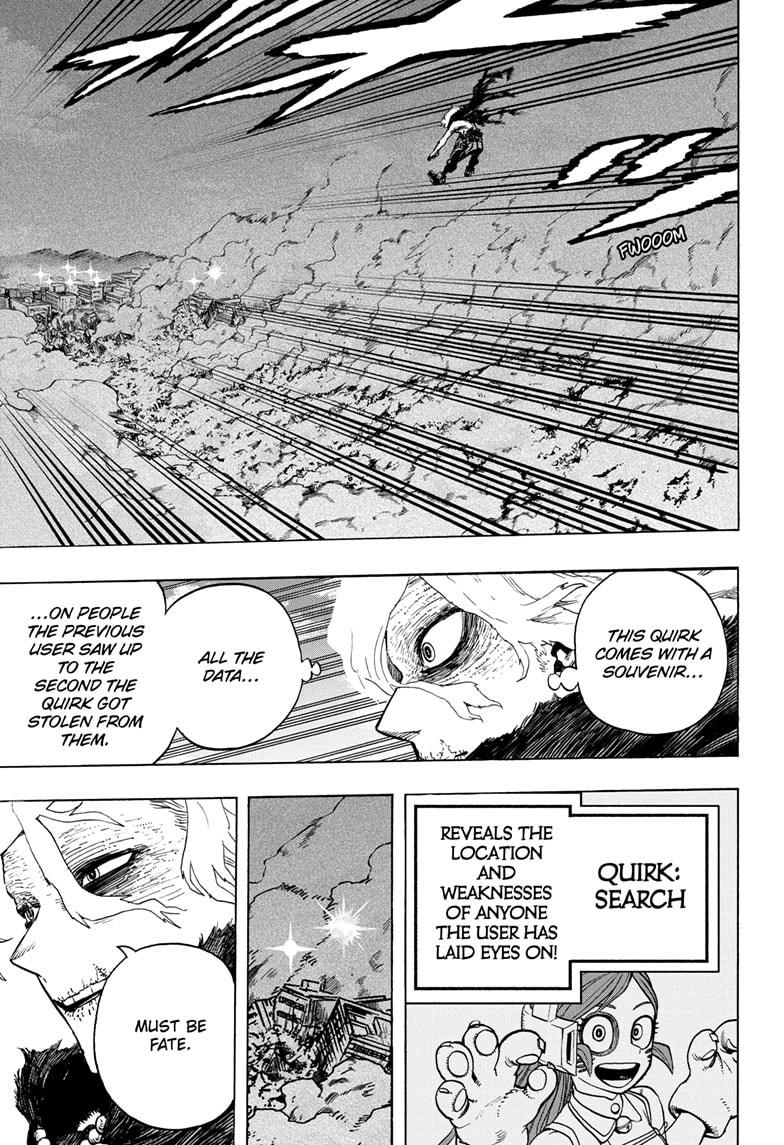 FWOOOM
THIS QUIRK
COMES WITH A
SOUVENIR...
ALL THE
DATA...
...ON PEOPLE
THE PREVIOUS
USER SAW UP
TO THE
SECOND THE
QUIRK GOT
STOLEN FROM
THEM.
QUIRK:
SEARCH
REVEALS THE
LOCATION
AND
WEAKNESSES
OF ANYONE
THE USER HAS
LAID EYES ON!
MUST BE
FATE.